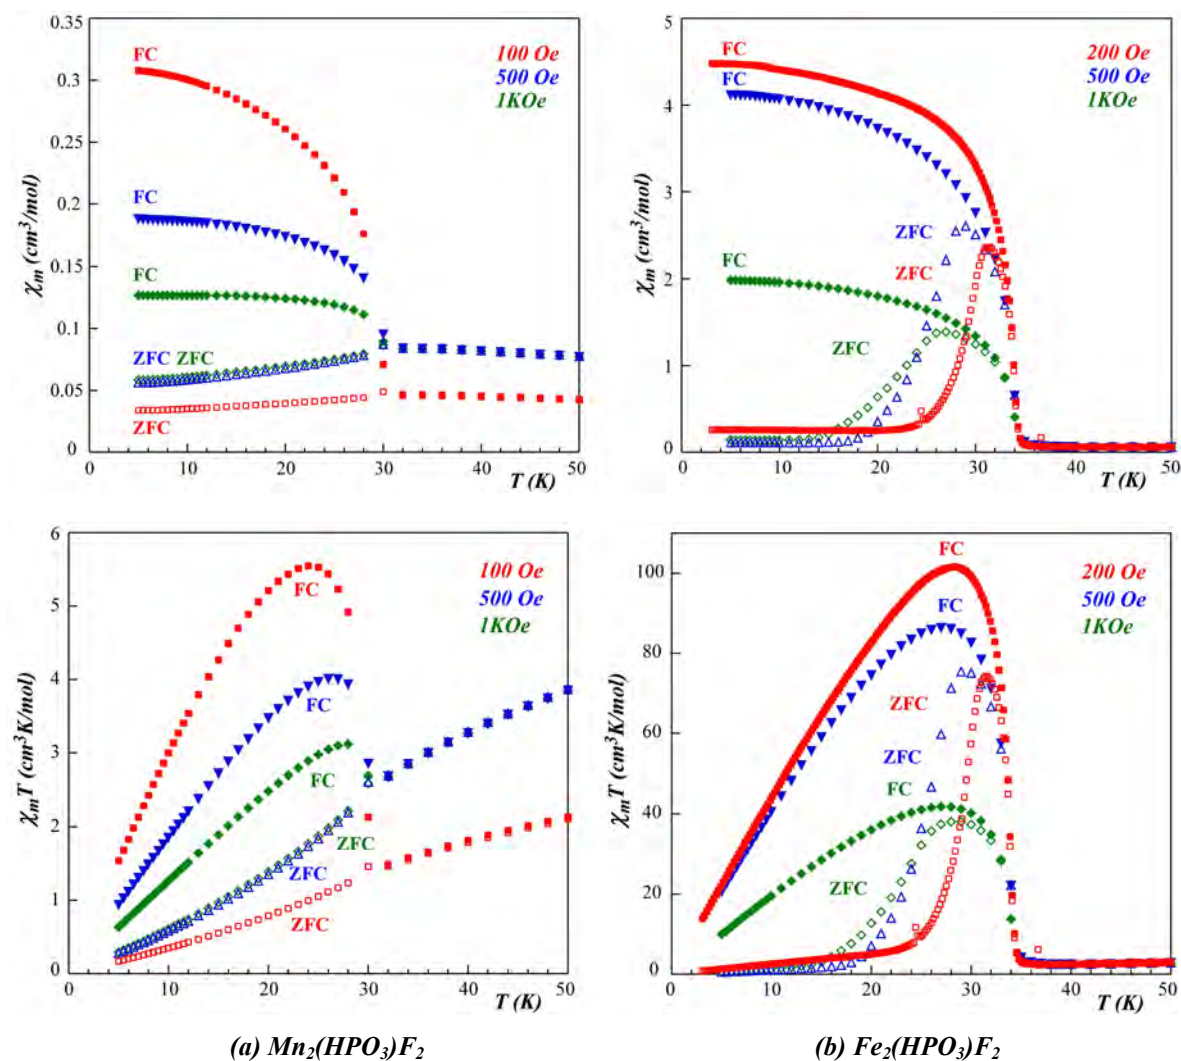 0.35
0.3
0.25
0.2
0.15
0.1
0.05
0
χm (cm3/mol)
FC
100 Oe
500 Oe
1KOe
FC
FC
ZFC ZFC
ZFC
0 10 20 30 40 50
T (K)
5
4
3
2
1
0
χm (cm3/mol)
FC
FC
200 Oe
500 Oe
1KOe
ZFC
ZFC
FC
ZFC
0 10 20 30 40 50
T (K)
6
5
4
3
2
1
0
χmT (cm3K/mol)
100 Oe
500 Oe
1KOe
FC
FC
FC
ZFC
ZFC
ZFC
0 10 20 30 40 50
T (K)
100
80
60
40
20
0
χmT (cm3K/mol)
FC
200 Oe
500 Oe
1KOe
FC
ZFC
ZFC
FC
ZFC
0 10 20 30 40 50
T (K)
(a) Mn2(HPO3)F2
(b) Fe2(HPO3)F2